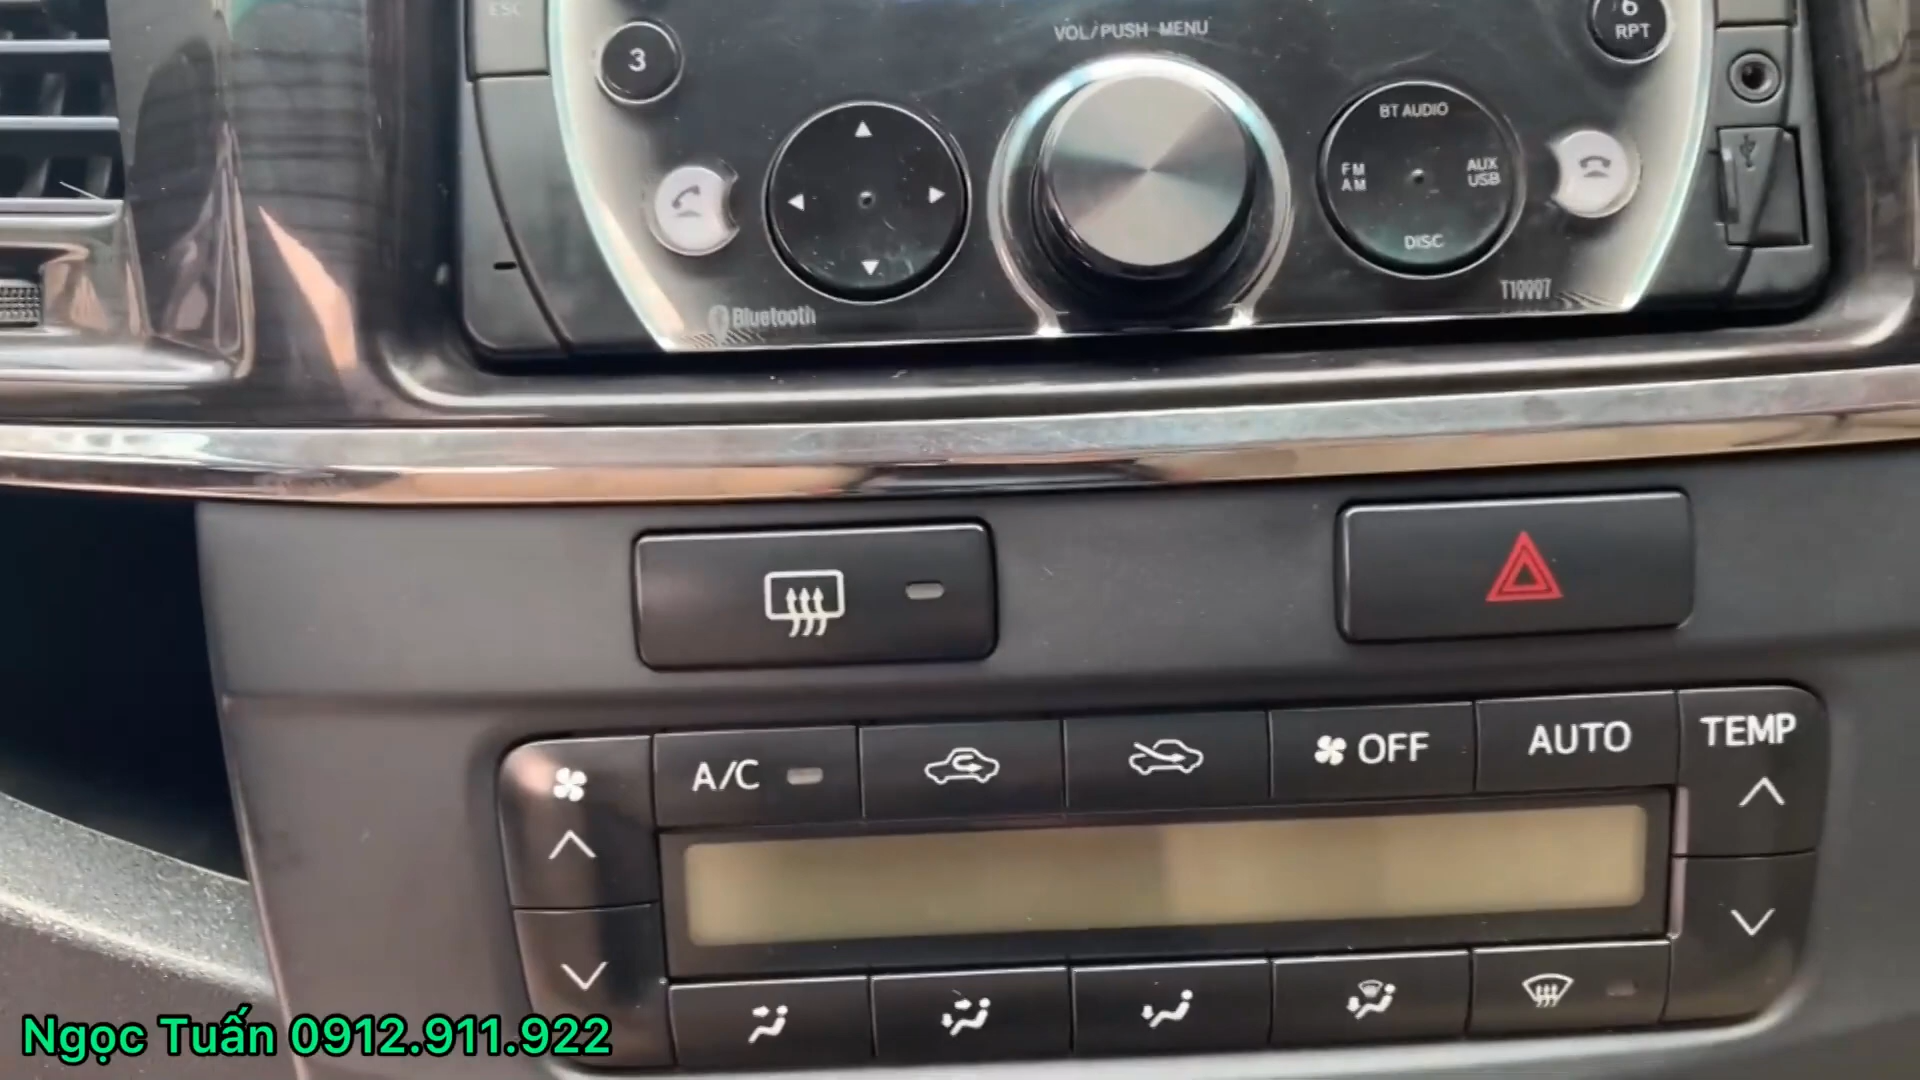 ESC
VOL/PUSH MENU
6
RPT
3
BT AUDIO
FM
AM
AUX
USB
DISC
T10007
Bluetooth
A/C
OFF
AUTO
TEMP
Ngọc Tuấn 0912.911.922